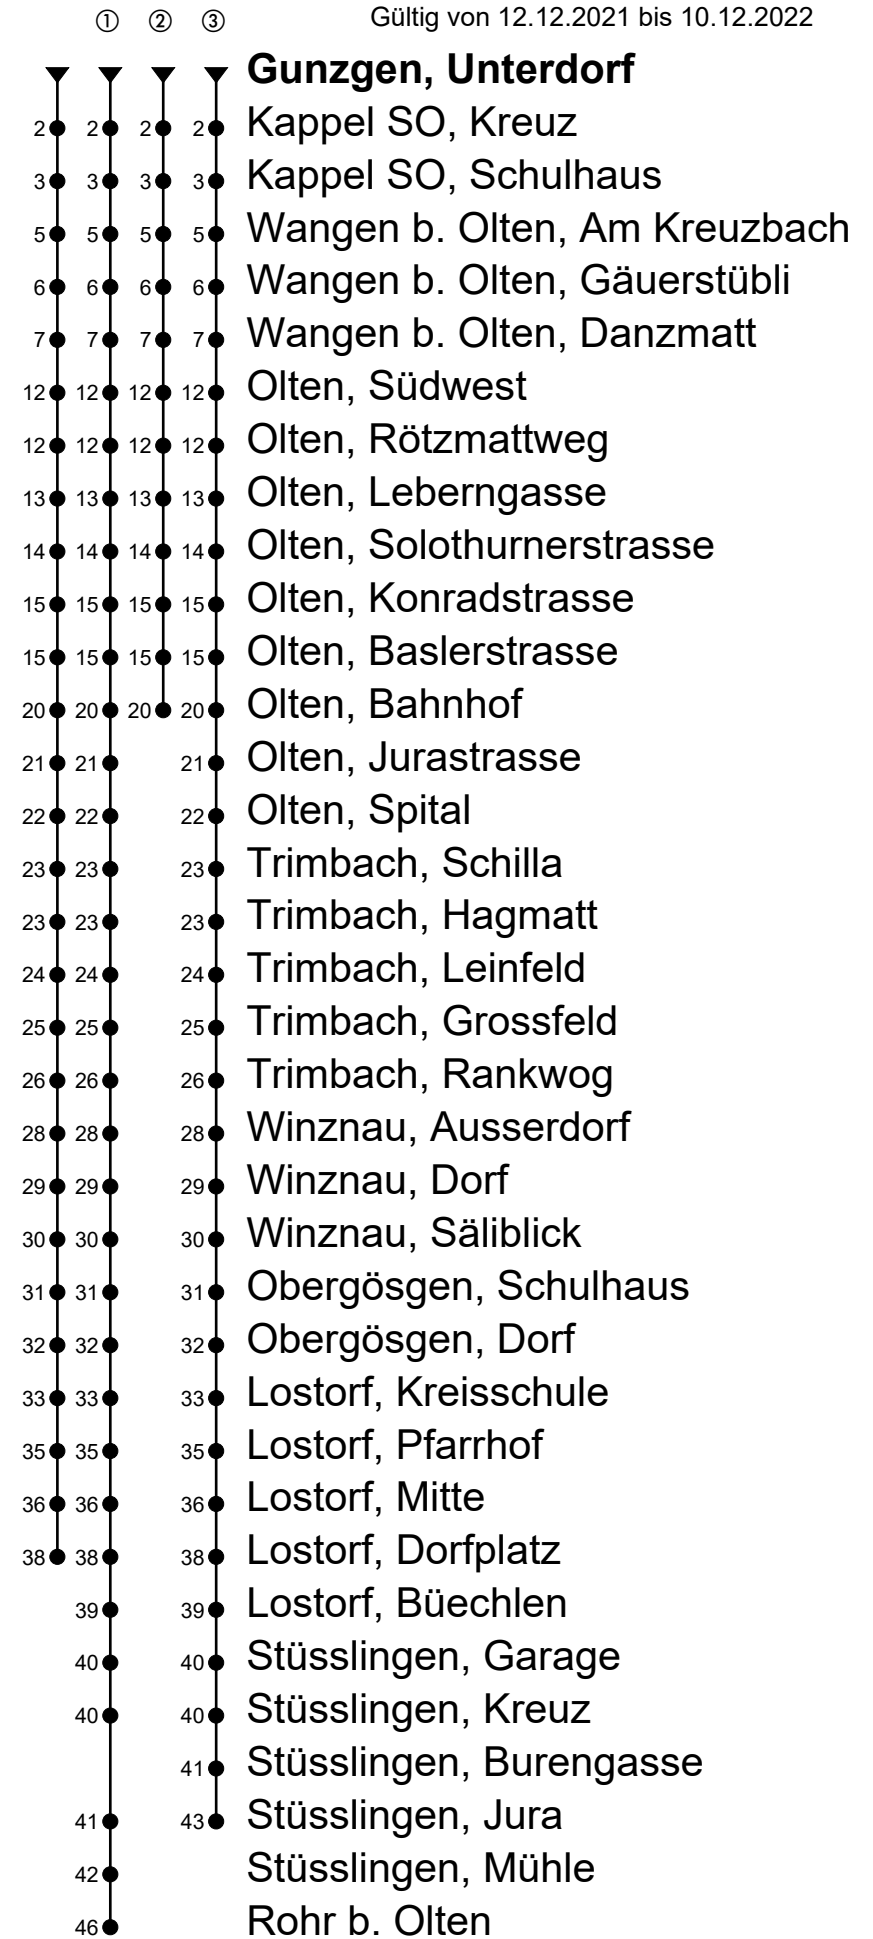 ① ② ③ Gültig von 12.12.2021 bis 10.12.2022
Gunzgen, Unterdorf
2 2 2 2 Kappel SO, Kreuz
3 3 3 3 Kappel SO, Schulhaus
5 5 5 5 Wangen b. Olten, Am Kreuzbach
6 6 6 6 Wangen b. Olten, Gäuerstübli
7 7 7 7 Wangen b. Olten, Danzmatt
12 12 12 12 Olten, Südwest
12 12 12 12 Olten, Rötzmattweg
13 13 13 13 Olten, Leberngasse
14 14 14 14 Olten, Solothurnerstrasse
15 15 15 15 Olten, Konradstrasse
15 15 15 15 Olten, Baslerstrasse
20 20 20 20 Olten, Bahnhof
21 21 21 Olten, Jurastrasse
22 22 22 Olten, Spital
23 23 23 Trimbach, Schilla
23 23 23 Trimbach, Hagmatt
24 24 24 Trimbach, Leinfeld
25 25 25 Trimbach, Grossfeld
26 26 26 Trimbach, Rankwog
28 28 28 Winznau, Ausserdorf
29 29 29 Winznau, Dorf
30 30 30 Winznau, Säliblick
31 31 31 Obergösgen, Schulhaus
32 32 32 Obergösgen, Dorf
33 33 33 Lostorf, Kreisschule
35 35 35 Lostorf, Pfarrhof
36 36 36 Lostorf, Mitte
38 38 38 Lostorf, Dorfplatz
39 39 Lostorf, Büechlen
40 40 Stüsslingen, Garage
40 40 Stüsslingen, Kreuz
41 Stüsslingen, Burengasse
41 43 Stüsslingen, Jura
42 Stüsslingen, Mühle
46 Rohr b. Olten